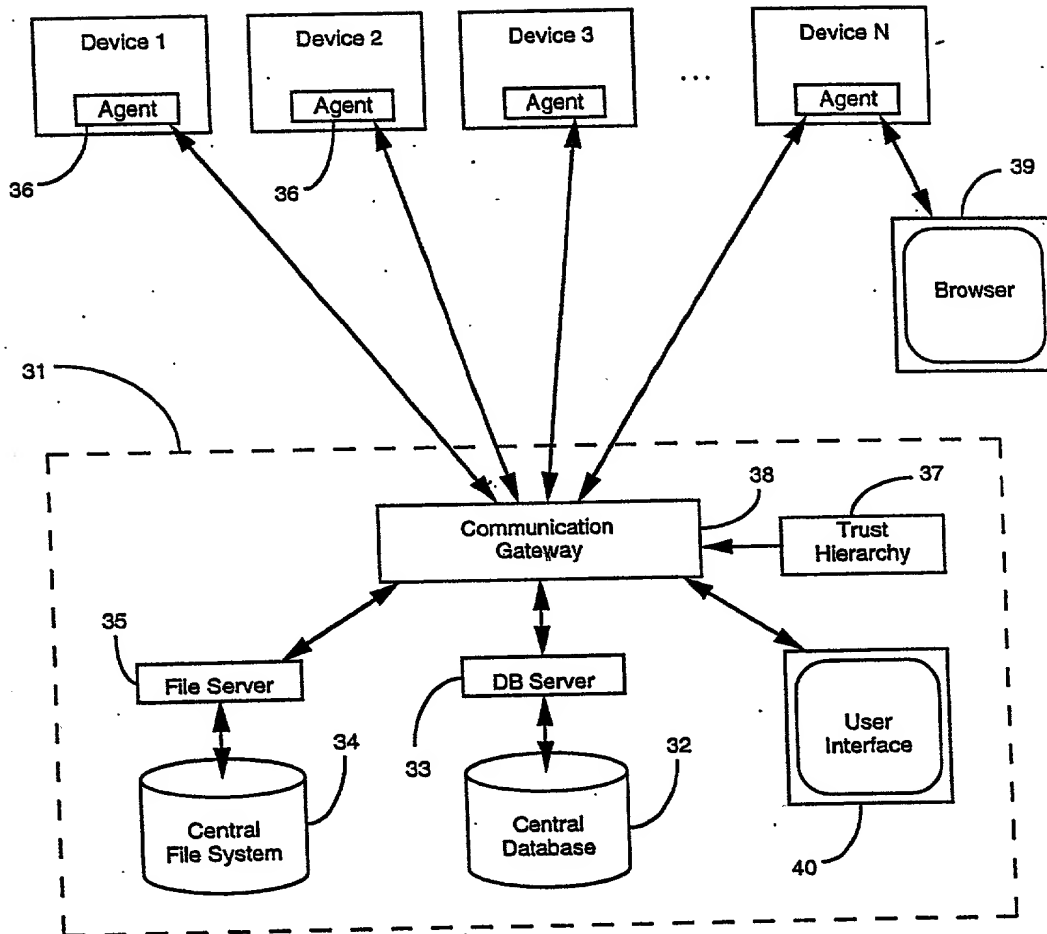 Device 1
Device 2
Device 3
...
Device N
Agent
Agent
Agent
Agent
36
36
39
Browser
31
38
37
Communication
Gateway
Trust
Hierarchy
35
File Server
DB Server
User
Interface
34
33
32
Central
File System
Central
Database
40